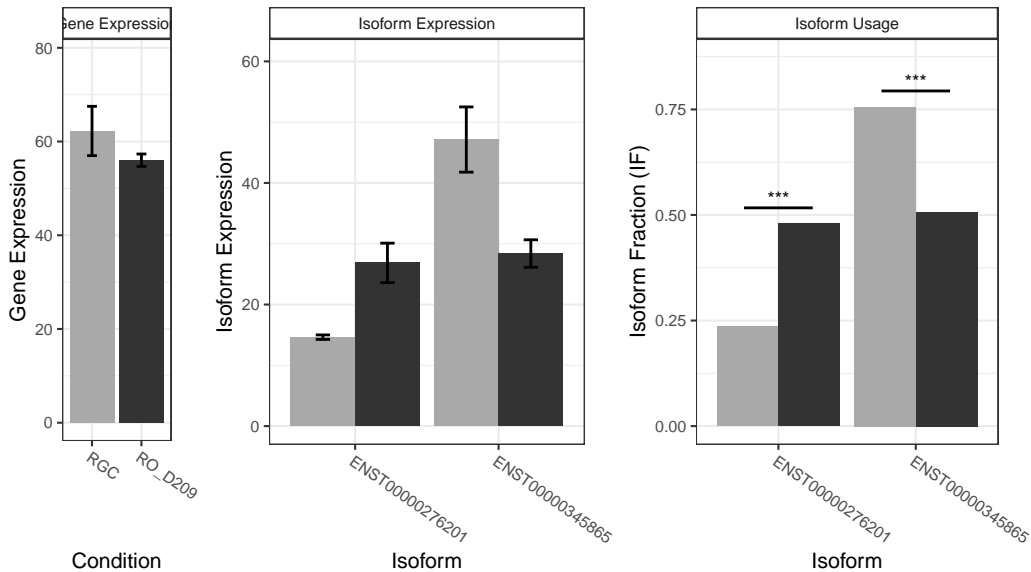 Gene Expression
Isoform Expression
Isoform Usage
Gene Expression
80
60
40
20
0
RGC
RO_D209
Condition
Isoform Expression
60
40
20
0
ENST00000276201
ENST00000345865
Isoform
Isoform Fraction (IF)
0.75
0.50
0.25
0.00
***
***
ENST00000276201
ENST00000345865
Isoform